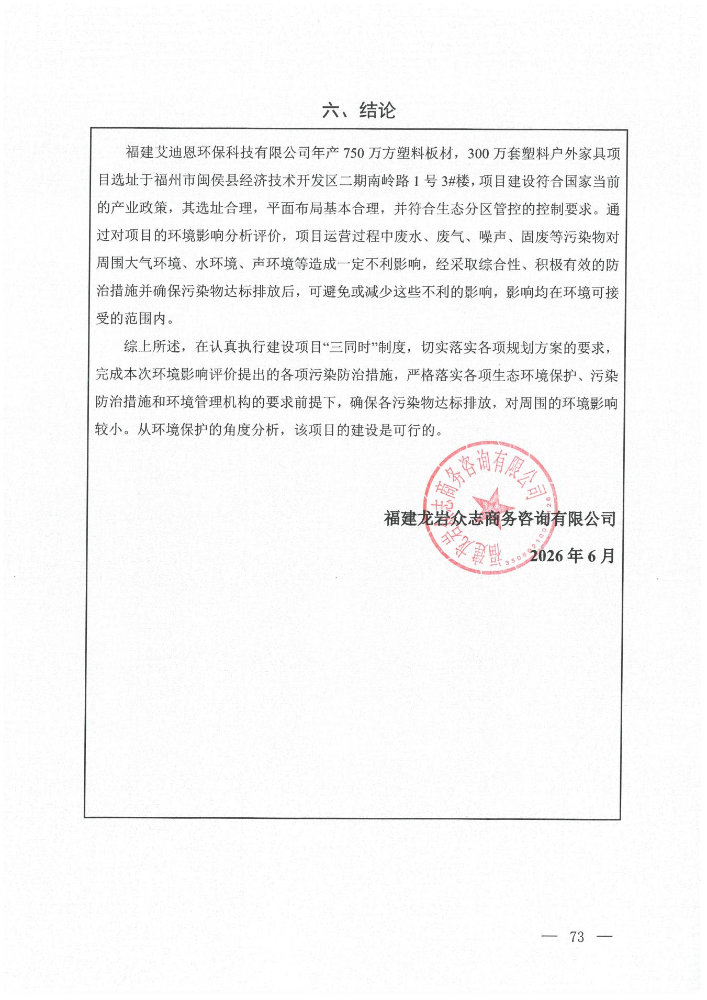 六、结论
福建艾迪恩环保科技有限公司年产 750 万方塑料板材，300 万套塑料户外家具项
目选址于福州市闽侯县经济技术开发区二期南岭路 1 号 3#楼，项目建设符合国家当前
的产业政策，其选址合理，平面布局基本合理，并符合生态分区管控的控制要求。通
过对项目的环境影响分析评价，项目运营过程中废水、废气、噪声、固废等污染物对
周围大气环境、水环境、声环境等造成一定不利影响，经采取综合性、积极有效的防
治措施并确保污染物达标排放后，可避免或减少这些不利的影响，影响均在环境可接
受的范围内。
综上所述，在认真执行建设项目“三同时”制度，切实落实各项规划方案的要求，
完成本次环境影响评价提出的各项污染防治措施，严格落实各项生态环境保护、污染
防治措施和环境管理机构的要求前提下，确保各污染物达标排放，对周围的环境影响
较小。从环境保护的角度分析，该项目的建设是可行的。
福建龙岩众志商务咨询有限公司
福建龙岩众志商务咨询有限公司
2026 年 6 月
— 73 —